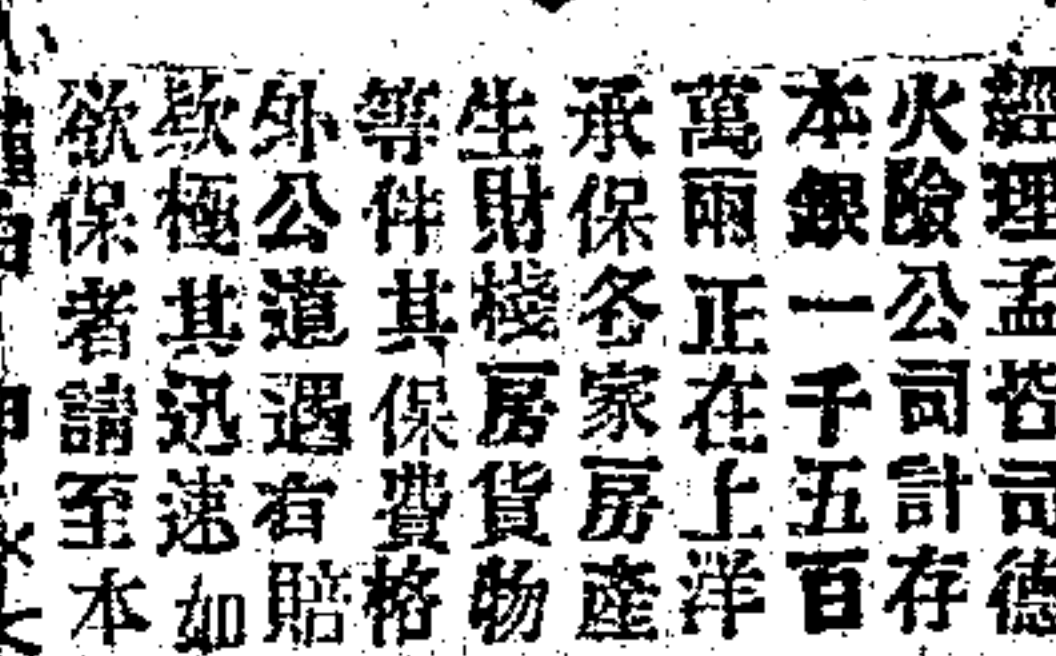 經理孟皆司德
火險公司計存
本銀一千五百
萬兩正在上洋
承保各家房產
生財棧房貨物
等件其保費格
外公道遇有賠
欵極其迅速如
欲保者請至本